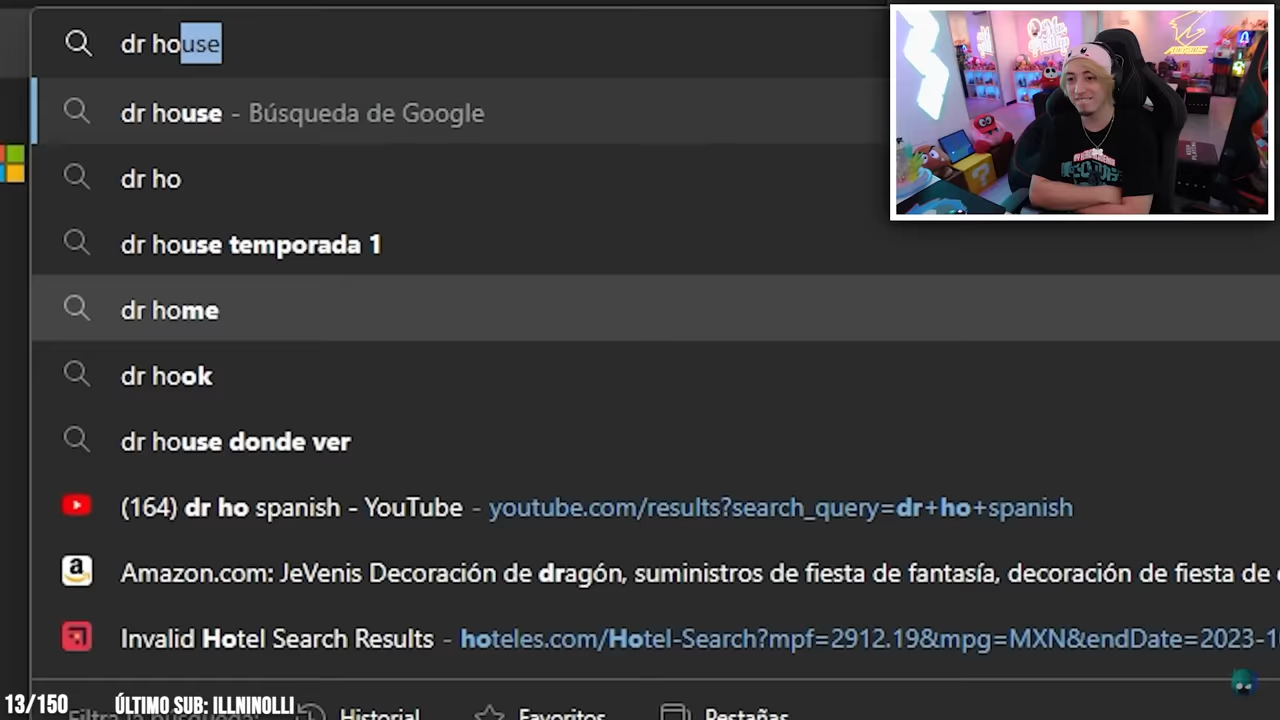 dr house
dr house - Búsqueda de Google
dr ho
dr house temporada 1
dr home
dr hook
dr house donde ver
(164) dr ho spanish - YouTube - youtube.com/results?search_query=dr+ho+spanish
Amazon.com: JeVenis Decoración de dragón, suministros de fiesta de fantasía, decoración de fiesta de
Invalid Hotel Search Results - hoteles.com/Hotel-Search?mpf=2912.19&mpg=MXN&endDate=2023-1
13/150 ÚLTIMO SUB: ILLNINOLLI
Filtra la búsqueda: Historial Favoritos Pestañas